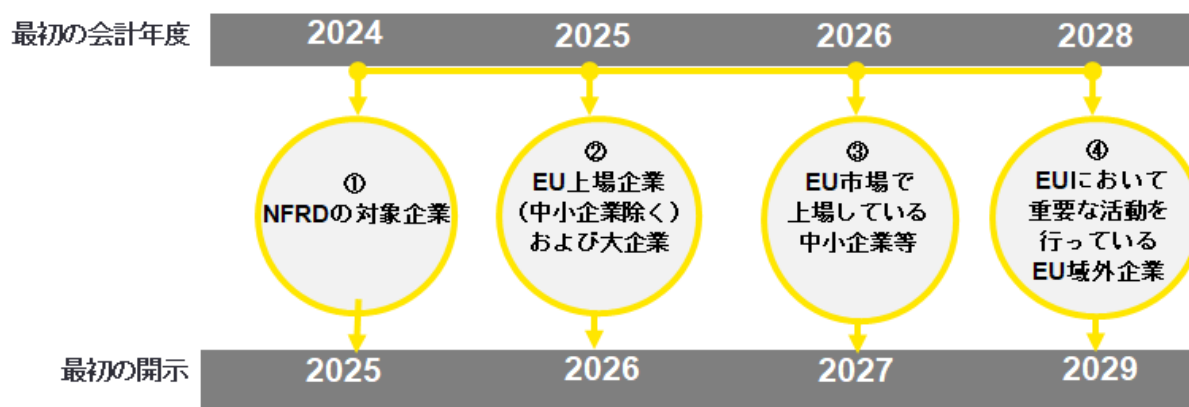 最初の会計年度
2024
2025
2026
2028
①
NFRDの対象企業
②
EU上場企業
（中小企業除く）
および大企業
③
EU市場で
上場している
中小企業等
④
EUにおいて
重要な活動を
行っている
EU域外企業
最初の開示
2025
2026
2027
2029